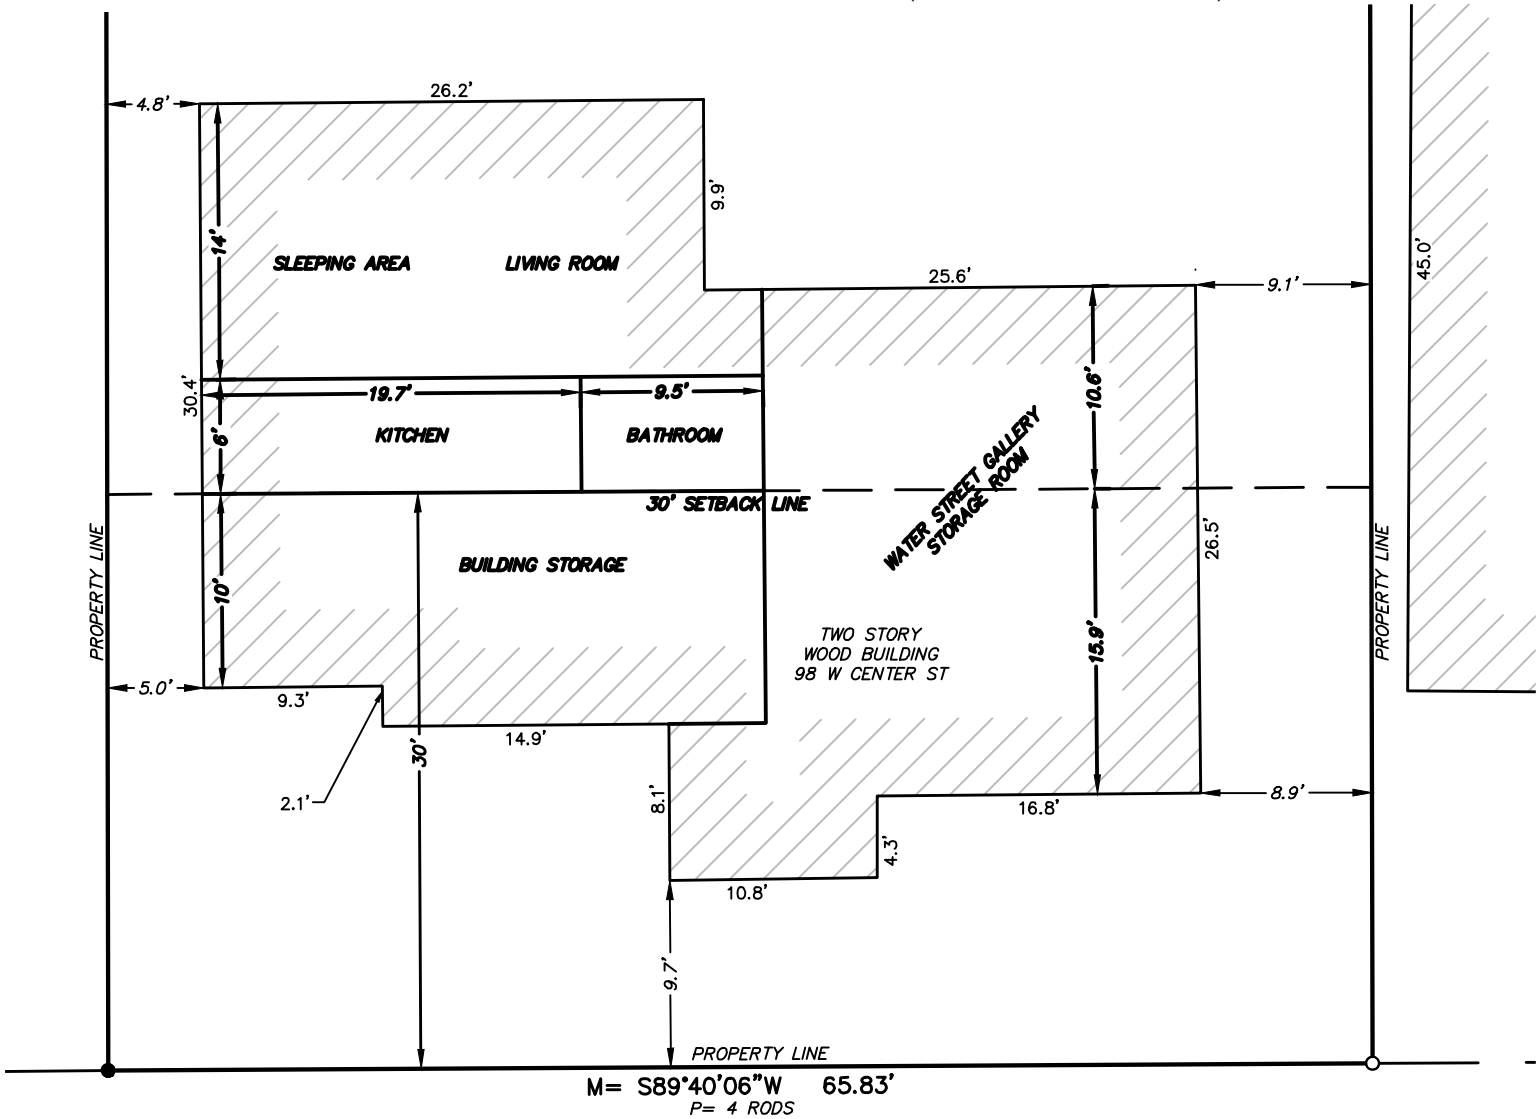 26.2'
4.8'
9.9'
14'
SLEEPING AREA
LIVING ROOM
45.0'
25.6'
9.1'
30.4'
19.7'
9.5'
10.6'
6'
KITCHEN
BATHROOM
WATER STREET GALLERY
STORAGE ROOM
30' SETBACK LINE
PROPERTY LINE
26.5'
PROPERTY LINE
BUILDING STORAGE
10'
15.9'
TWO STORY
WOOD BUILDING
98 W CENTER ST
5.0'
9.3'
14.9'
30'
2.1'
8.1'
16.8'
8.9'
4.3'
10.8'
9.7'
PROPERTY LINE
M= S89°40'06"W 65.83'
P= 4 RODS